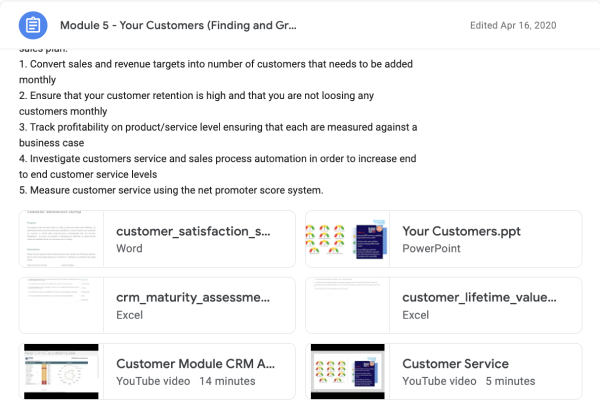 Module 5 - Your Customers (Finding and Gr...
Edited Apr 16, 2020
sales plan.
1. Convert sales and revenue targets into number of customers that needs to be added
monthly
2. Ensure that your customer retention is high and that you are not loosing any
customers monthly
3. Track profitability on product/service level ensuring that each are measured against a
business case
4. Investigate customers service and sales process automation in order to increase end
to end customer service levels
5. Measure customer service using the net promoter score system.
customer_satisfaction_s...
Word
Your Customers.ppt
PowerPoint
crm_maturity_assessme...
Excel
customer_lifetime_value...
Excel
Customer Module CRM A...
YouTube video 14 minutes
Customer Service
YouTube video 5 minutes